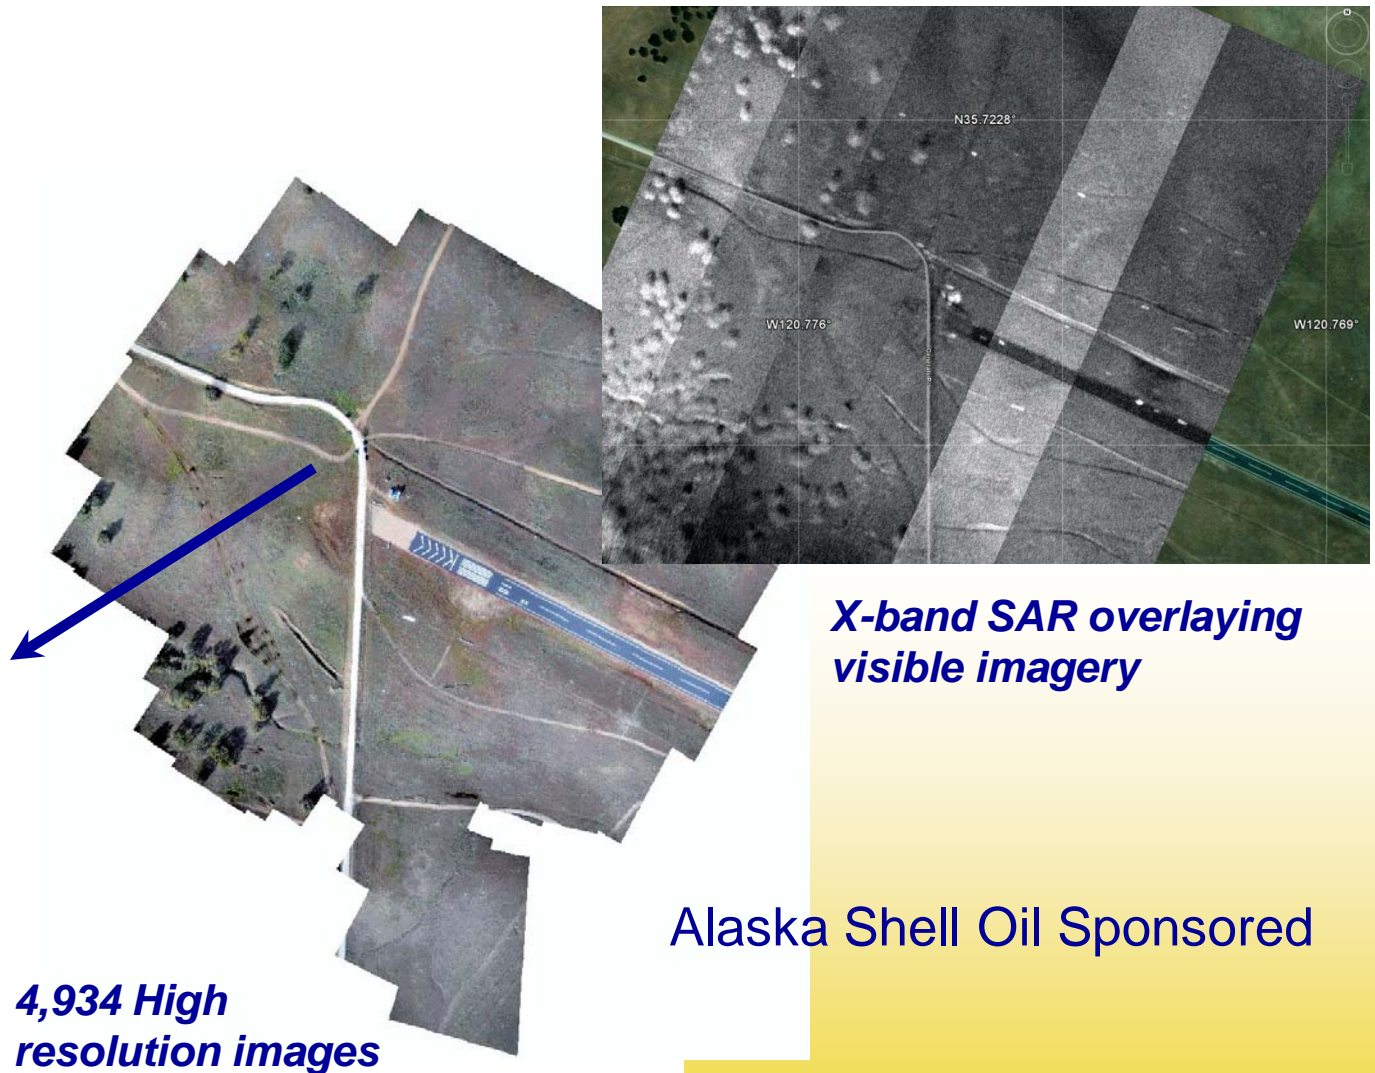 N
N35.7228°
W120.776°
W120.769°
X-band SAR overlaying
visible imagery
Alaska Shell Oil Sponsored
4,934 High
resolution images